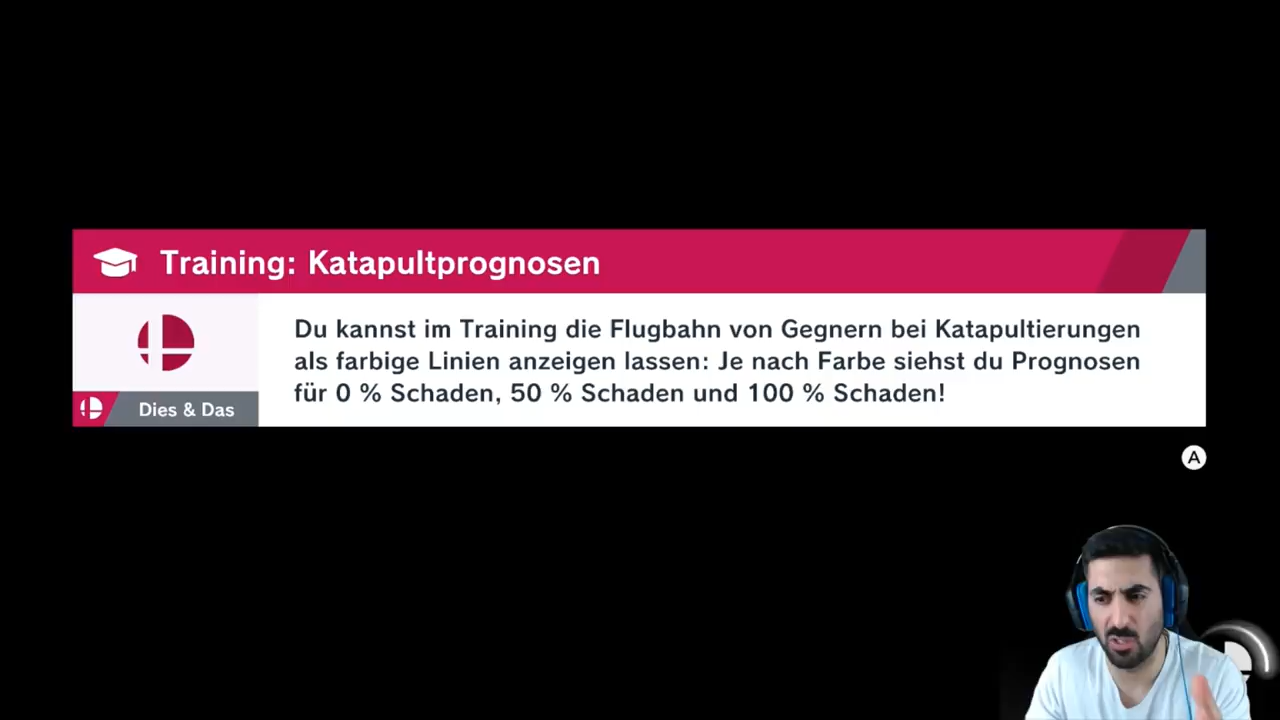 Training: Katapultprognosen
Du kannst im Training die Flugbahn von Gegnern bei Katapultierungen
als farbige Linien anzeigen lassen: Je nach Farbe siehst du Prognosen
für 0 % Schaden, 50 % Schaden und 100 % Schaden!
Dies & Das
A